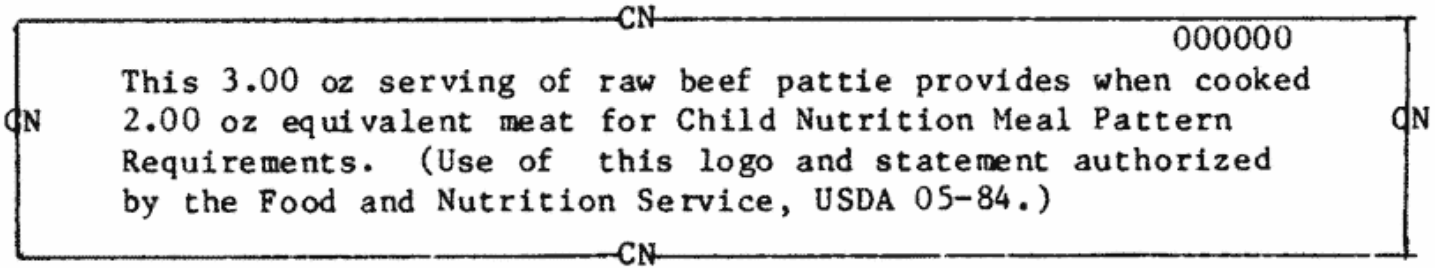 CN
000000
This 3.00 oz serving of raw beef pattie provides when cooked
CN 2.00 oz equivalent meat for Child Nutrition Meal Pattern CN
Requirements. (Use of this logo and statement authorized
by the Food and Nutrition Service, USDA 05-84.)
CN